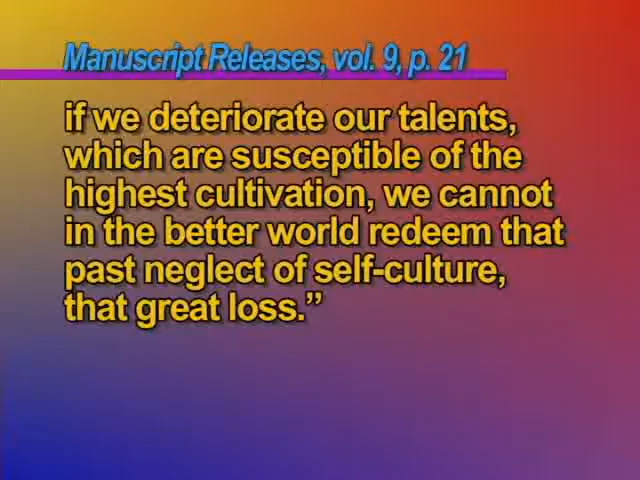 Manuscript Releases, vol. 9, p. 21
if we deteriorate our talents,
which are susceptible of the
highest cultivation, we cannot
in the better world redeem that
past neglect of self-culture,
that great loss.”